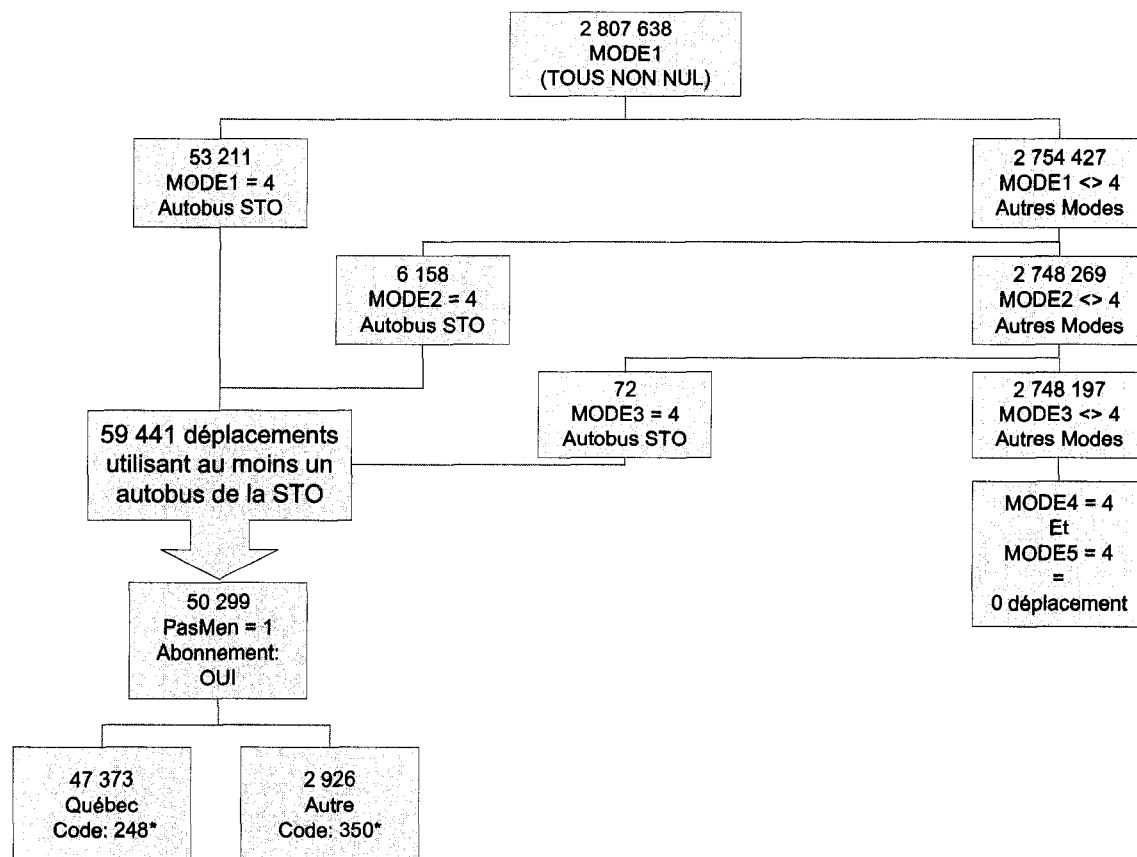 2 807 638
MODE1
(TOUS NON NUL)
53 211
MODE1 = 4
Autobus STO
2 754 427
MODE1 <> 4
Autres Modes
6 158
MODE2 = 4
Autobus STO
2 748 269
MODE2 <> 4
Autres Modes
72
MODE3 = 4
Autobus STO
2 748 197
MODE3 <> 4
Autres Modes
59 441 déplacements
utilisant au moins un
autobus de la STO
MODE4 = 4
Et
MODE5 = 4
=
0 déplacement
50 299
PasMen = 1
Abonnement:
OUI
47 373
Québec
Code: 248*
2 926
Autre
Code: 350*